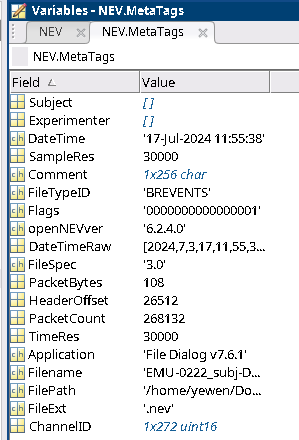 Variables - NEV.MetaTags
NEV NEV.MetaTags
NEV.MetaTags
Field Value
Subject []
Experimenter []
DateTime '17-Jul-2024 11:55:38'
SampleRes 30000
Comment 1x256 char
FileTypeID 'BREVENTS'
Flags '0000000000000001'
openNEVver '6.2.4.0'
DateTimeRaw [2024,7,3,17,11,55,3...
FileSpec '3.0'
PacketBytes 108
HeaderOffset 26512
PacketCount 268132
TimeRes 30000
Application 'File Dialog v7.6.1'
Filename 'EMU-0222_subj-D...
FilePath '/home/yewen/Do...
FileExt '.nev'
ChannelID 1x272 uint16